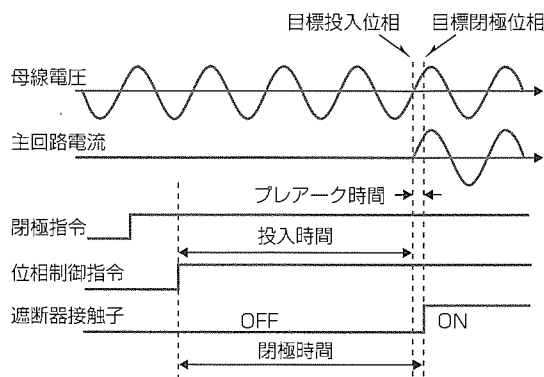 目標投入位相 目標閉極位相
母線電圧
主回路電流
プレアーク時間
閉極指令
投入時間
位相制御指令
遮断器接触子
OFF
ON
閉極時間